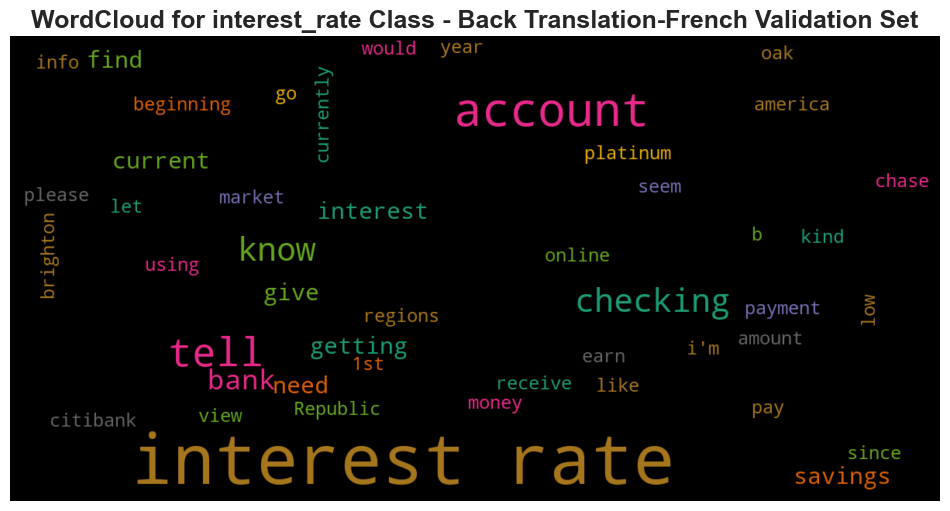 WordCloud for interest_rate Class - Back Translation-French Validation Set
would
year
oak
info
find
go
currently
beginning
account
america
current
platinum
chase
please
let
market
interest
seem
brighton
using
know
online
b
kind
give
checking
payment
low
regions
tell
getting
1st
earn
i'm
amount
bank
need
receive
like
citibank
view
Republic
money
pay
interest rate
since
savings